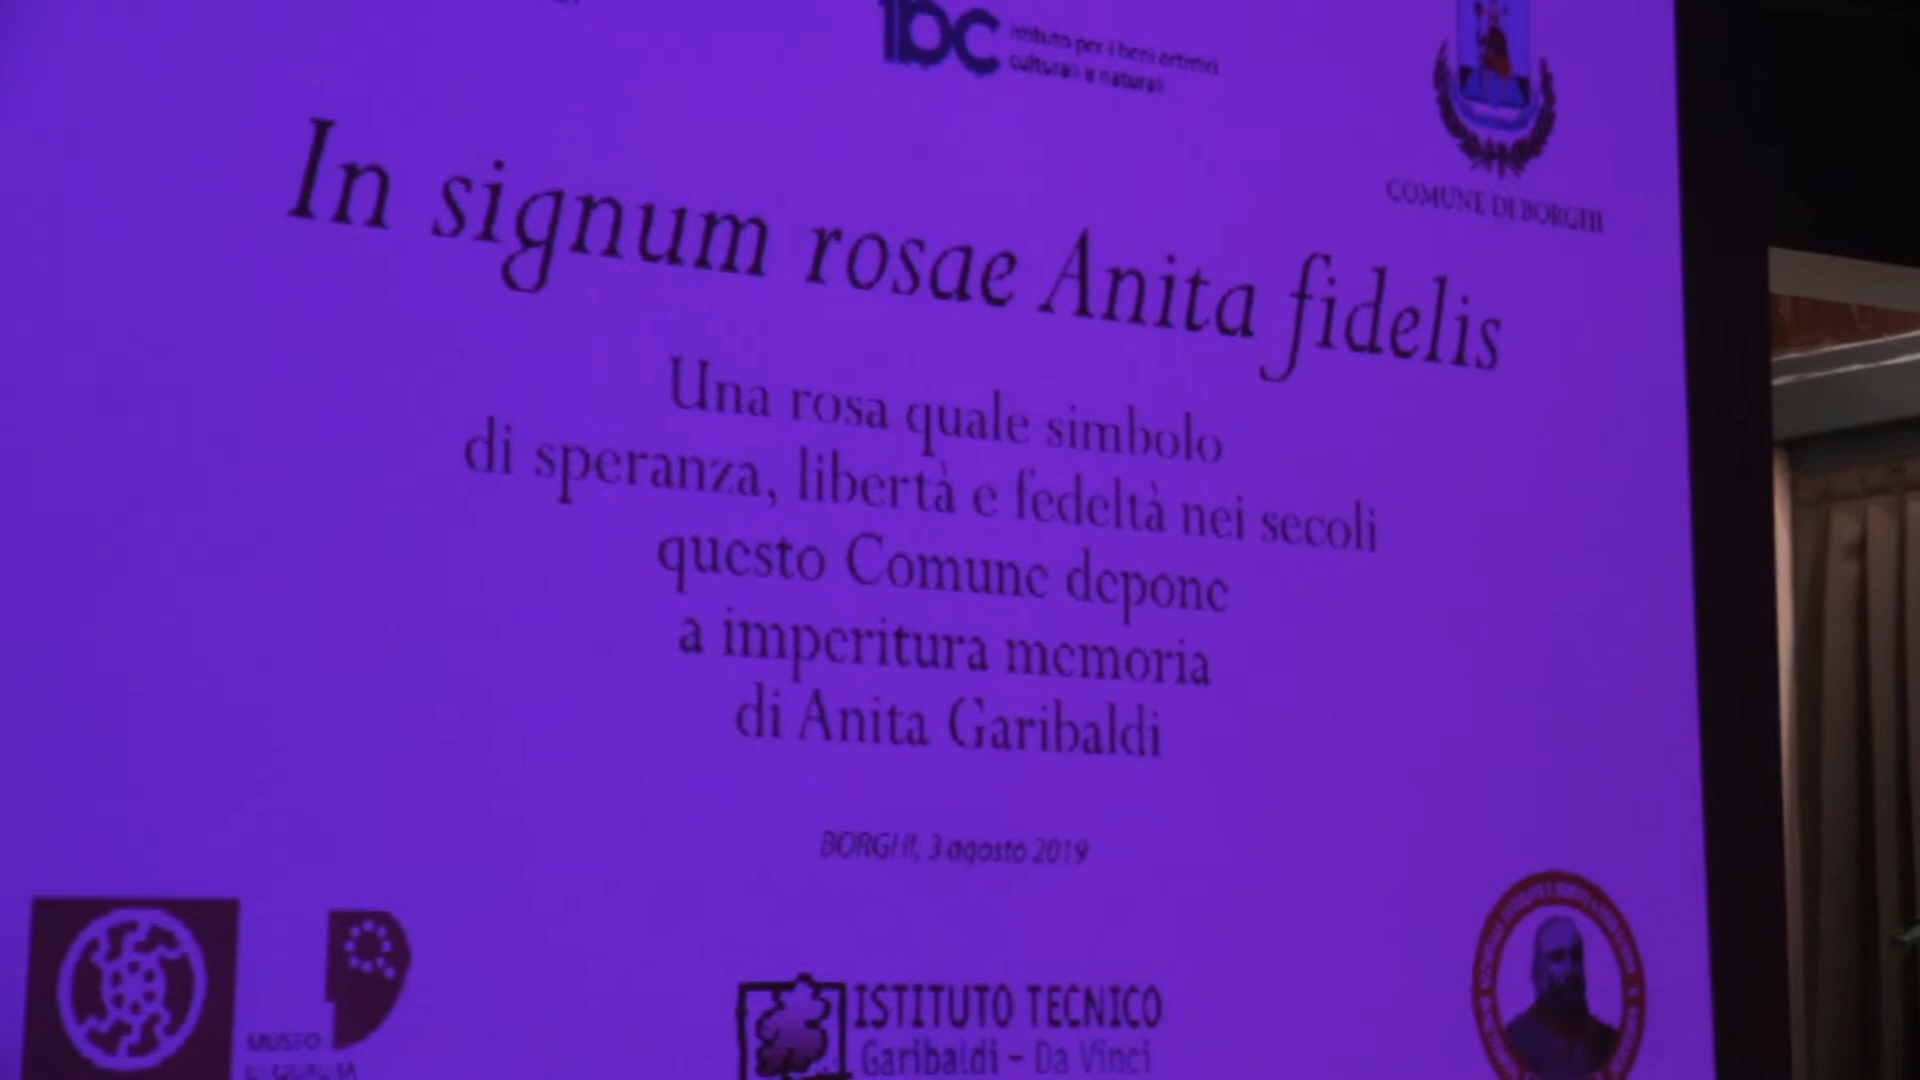 ibc istituto per i beni artistici
culturali e naturali
COMUNE DI BORGHI
In signum rosae Anita fidelis
Una rosa quale simbolo
di speranza, libertà e fedeltà nei secoli
questo Comune depone
a imperitura memoria
di Anita Garibaldi
BORGHI, 3 agosto 2019
MUSEO
DI QUALITÀ
ISTITUTO TECNICO
Garibaldi - Da Vinci